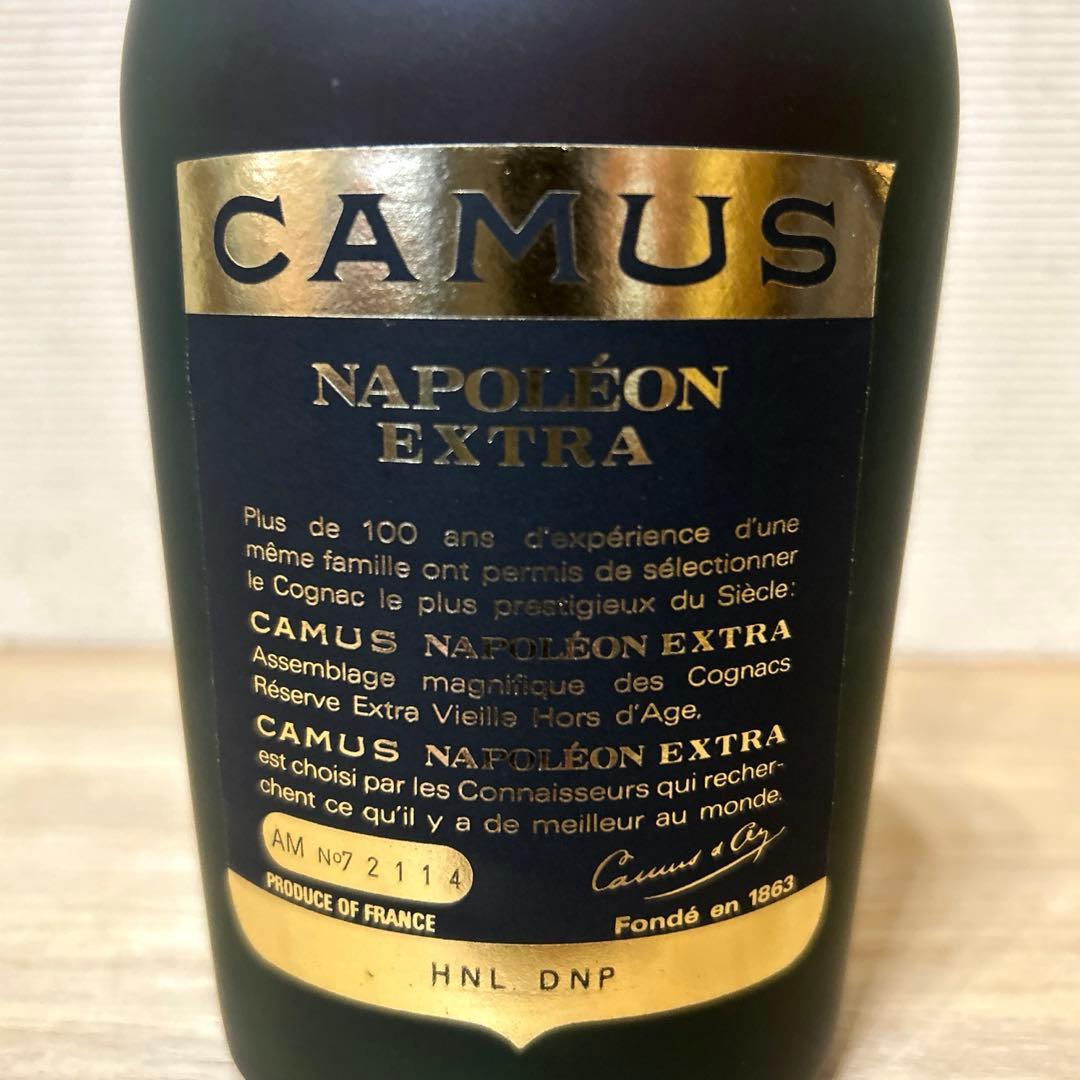 CAMUS
NAPOLÉON
EXTRA
Plus de 100 ans d'expérience d'une
même famille ont permis de sélectionner
le Cognac le plus prestigieux du Siècle:
CAMUS NAPOLÉON EXTRA
Assemblage magnifique des Cognacs
Réserve Extra Vieille Hors d'Age.
CAMUS NAPOLÉON EXTRA
est choisi par les Connaisseurs qui recher-
chent ce qu'il y a de meilleur au monde.
AM Nº72114
Camus & Cie
PRODUCE OF FRANCE
Fondé en 1863
HNL DNP